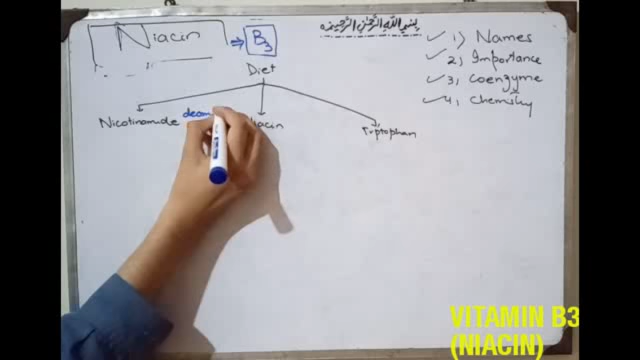 Niacin
B3
بسم الله الرحمن الرحيم
✓ 1) Names
✓ 2) Importance
✓ 3) Coenzyme
✓ 4) Chemistry
Diet
Nicotinamide
Tryptophan
VITAMIN B3
(NIACIN)